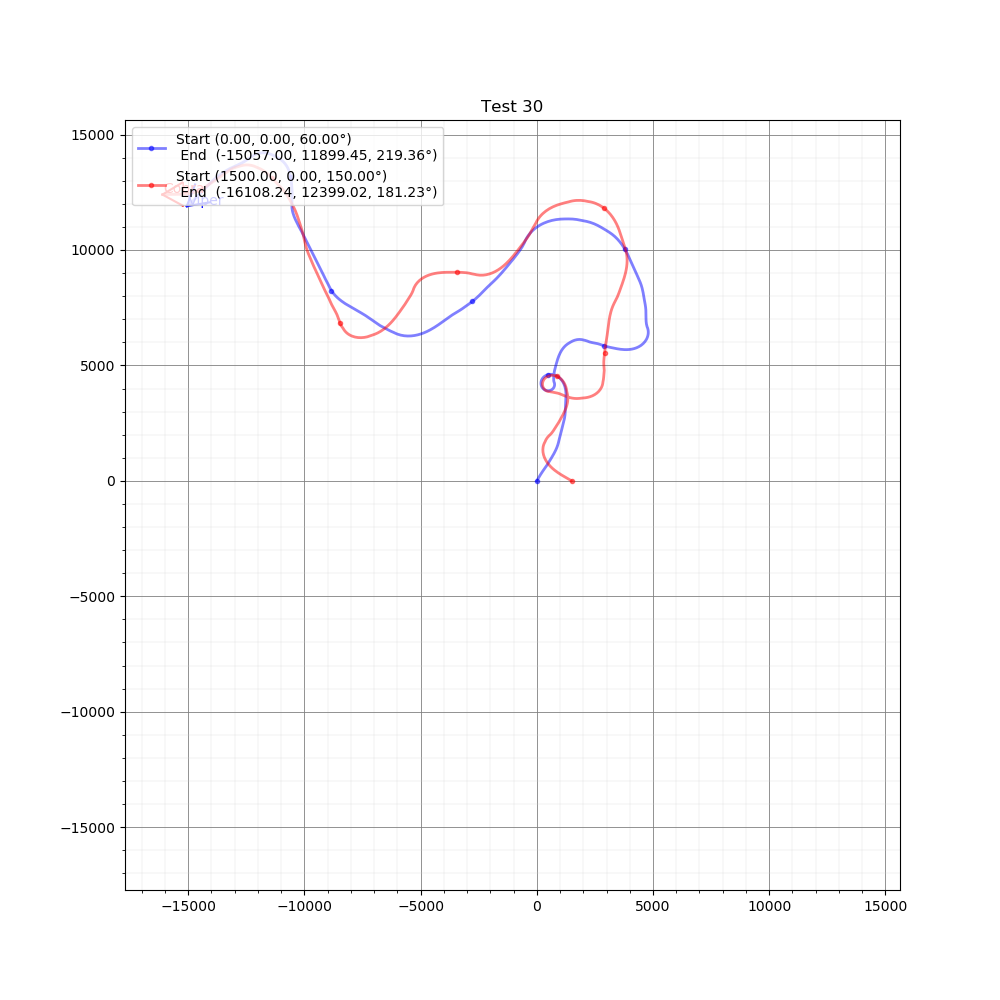 Test 30
Start (0.00, 0.00, 60.00°)
End (-15057.00, 11899.45, 219.36°)
Start (1500.00, 0.00, 150.00°)
End (-16108.24, 12399.02, 181.23°)
Viper
15000
10000
5000
0
−5000
−10000
−15000
−15000 −10000 −5000 0 5000 10000 15000